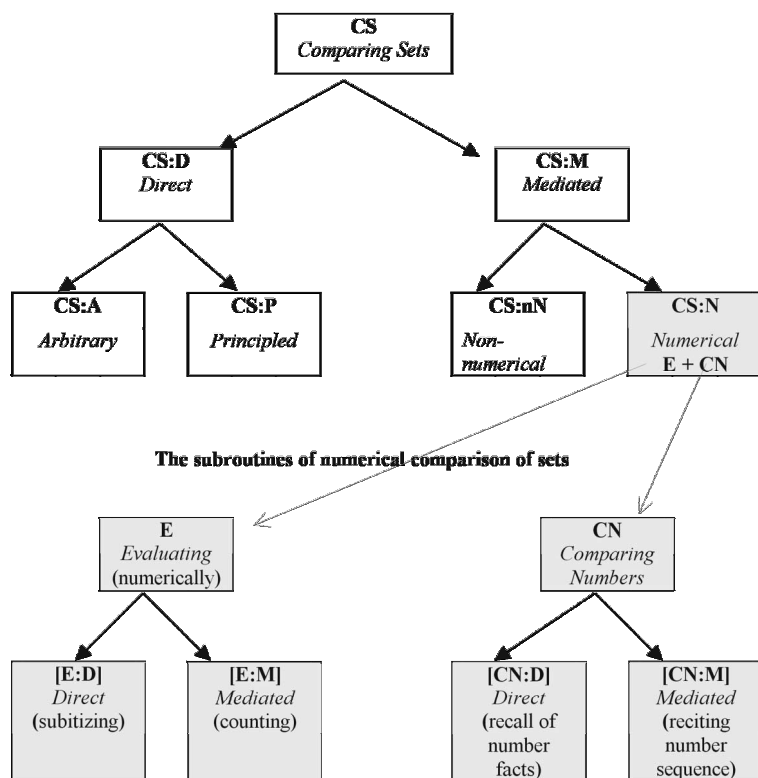 CS
Comparing Sets
CS:D
Direct
CS:M
Mediated
CS:A
Arbitrary
CS:P
Principled
CS:nN
Non-
numerical
CS:N
Numerical
E + CN
The subroutines of numerical comparison of sets
E
Evaluating
(numerically)
CN
Comparing
Numbers
[E:D]
Direct
(subitizing)
[E:M]
Mediated
(counting)
[CN:D]
Direct
(recall of
number
facts)
[CN:M]
Mediated
(reciting
number
sequence)